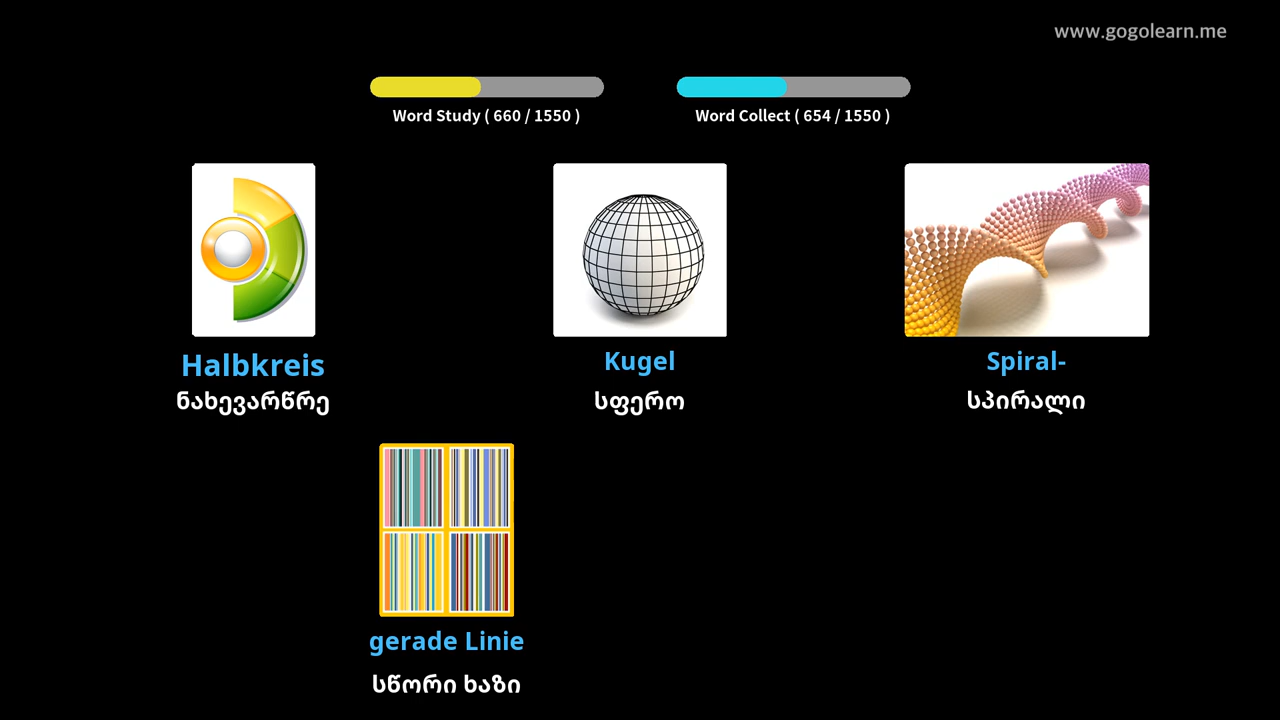 www.gogolearn.me
Word Study ( 660 / 1550 )
Word Collect ( 654 / 1550 )
Halbkreis
ნახევარწრე
Kugel
სფერო
Spiral-
სპირალი
gerade Linie
სწორი ხაზი